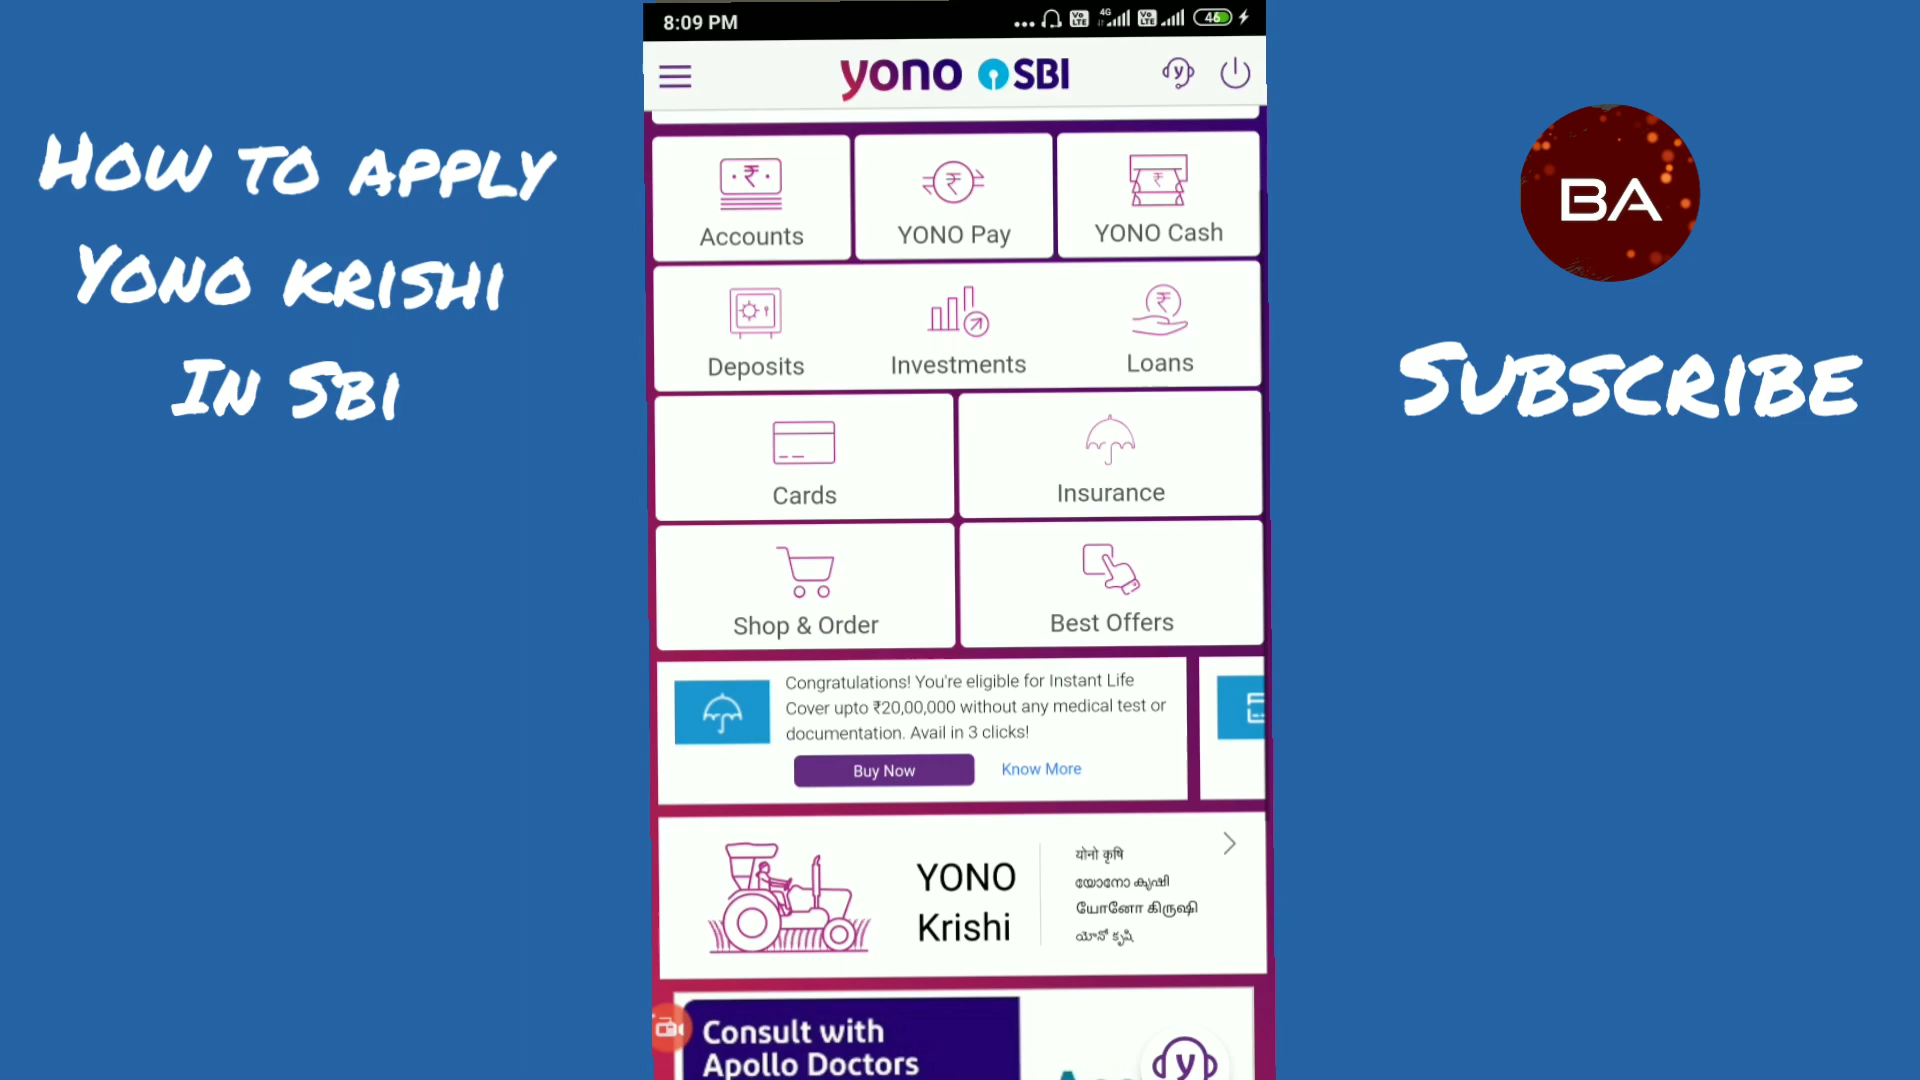 How to apply
Yono krishi
In Sbi
8:09 PM
4G
46
yono SBI
Accounts
YONO Pay
YONO Cash
Deposits
Investments
Loans
Cards
Insurance
Shop & Order
Best Offers
Congratulations! You're eligible for Instant Life
Cover upto ₹20,00,000 without any medical test or
documentation. Avail in 3 clicks!
Buy Now
Know More
YONO
Krishi
योनो कृषि
യോനോ കൃഷി
யோனோ கிருஷி
యోనో కృషి
Consult with
Apollo Doctors
BA
Subscribe